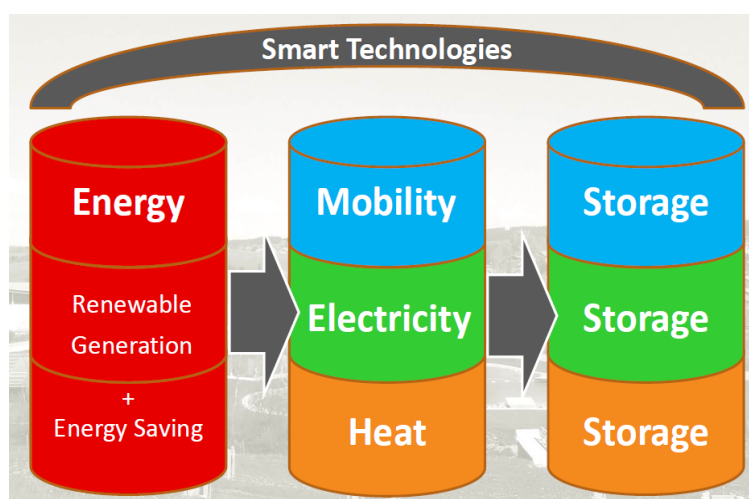 Smart Technologies
Energy
Renewable
Generation
+
Energy Saving
Mobility
Electricity
Heat
Storage
Storage
Storage